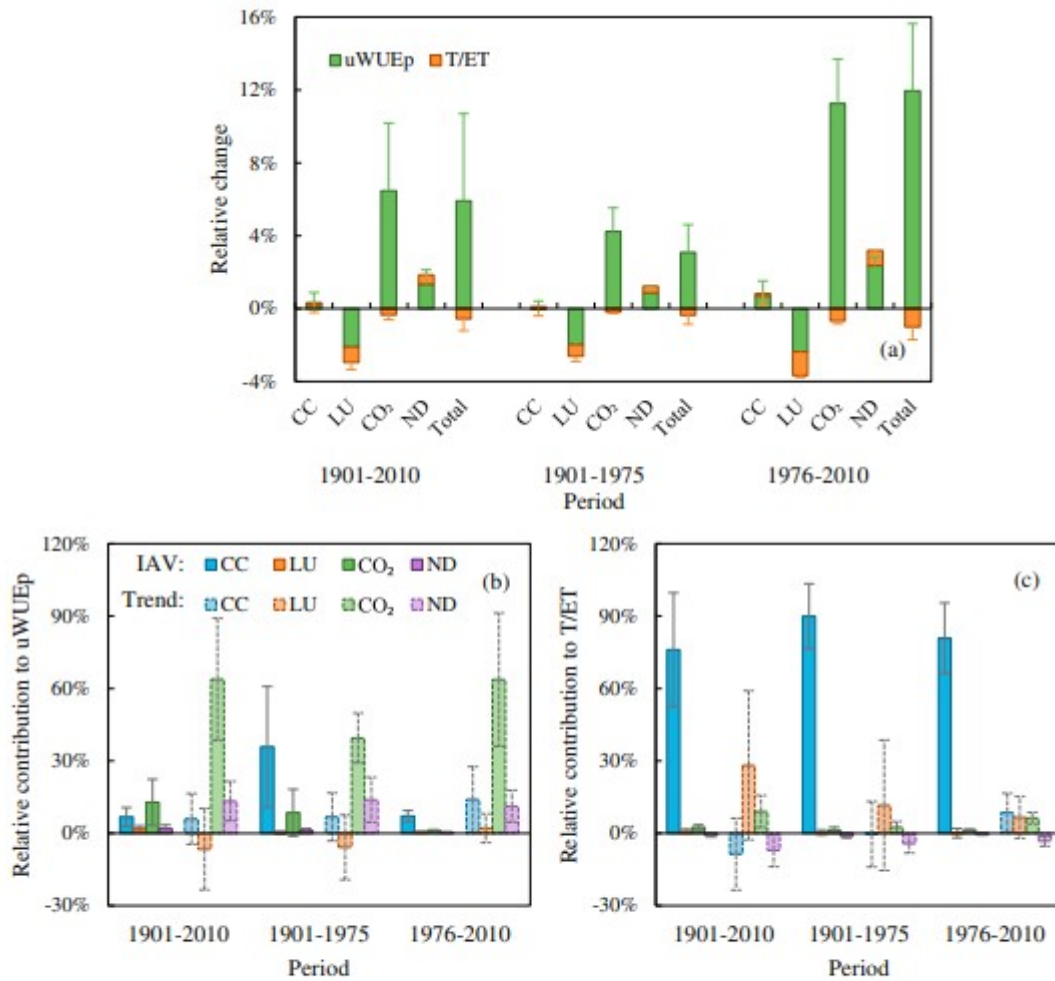 16%
12%
8%
4%
0%
-4%
Relative change
uWUEp T/ET
(a)
CC LU CO₂ ND Total CC LU CO₂ ND Total CC LU CO₂ ND Total
1901-2010 1901-1975 1976-2010
Period
120%
90%
60%
30%
0%
-30%
Relative contribution to uWUEp
IAV: CC LU CO₂ ND
(b)
Trend: CC LU CO₂ ND
1901-2010 1901-1975 1976-2010
Period
120%
90%
60%
30%
0%
-30%
Relative contribution to T/ET
(c)
1901-2010 1901-1975 1976-2010
Period